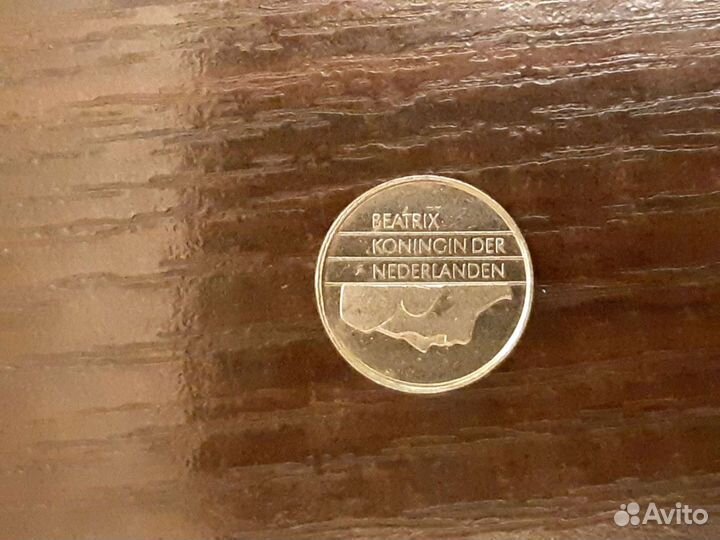 BEATRIX
KONINGIN DER
NEDERLANDEN
Avito